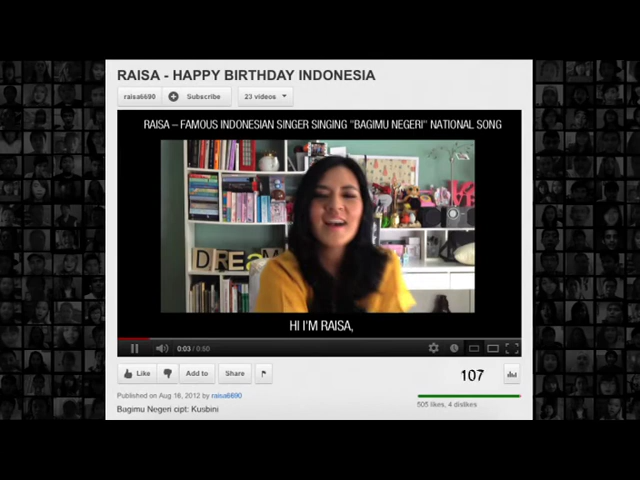 RAISA - HAPPY BIRTHDAY INDONESIA
raisa6690
Subscribe
23 videos
RAISA – FAMOUS INDONESIAN SINGER SINGING "BAGIMU NEGERI" NATIONAL SONG
DREAM
HI I'M RAISA,
0:03 / 0:50
Like
Add to
Share
107
Published on Aug 16, 2012 by raisa6690
505 likes, 4 dislikes
Bagimu Negeri cipt: Kusbini